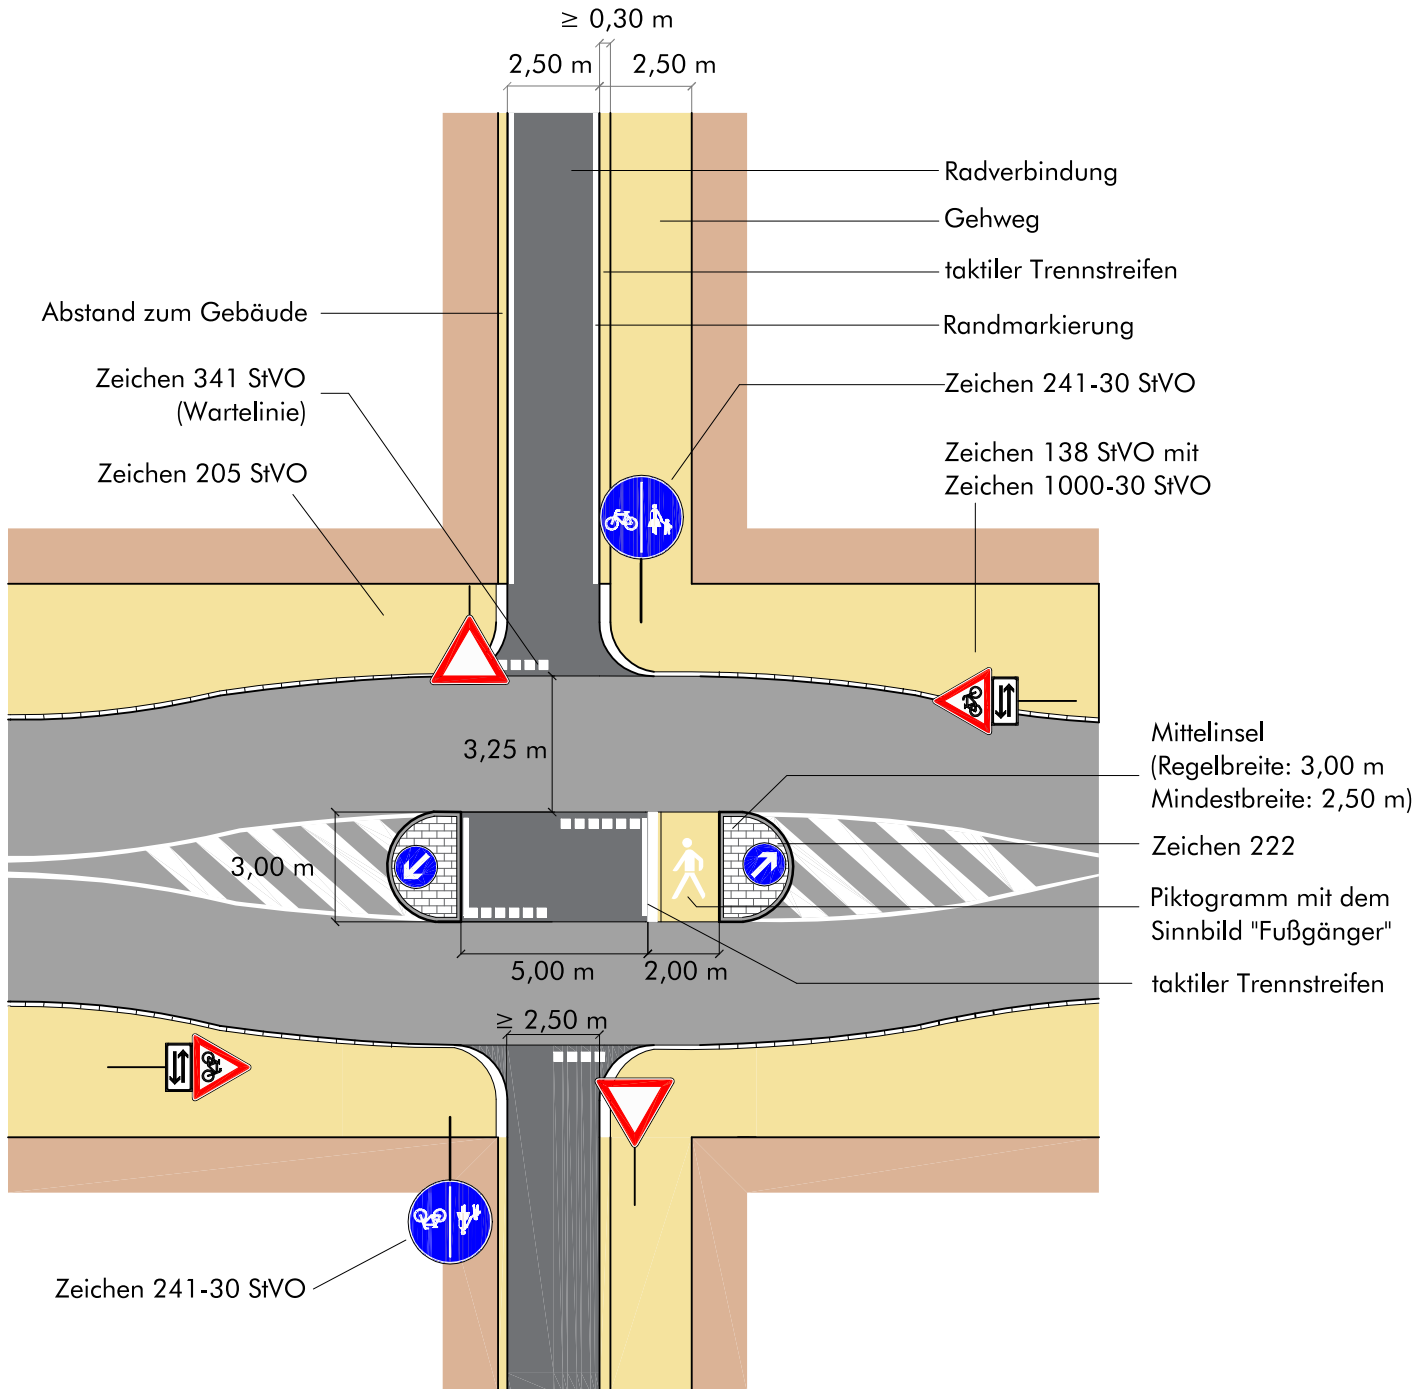 ≥ 0,30 m
2,50 m
2,50 m
Radverbindung
Gehweg
taktiler Trennstreifen
Abstand zum Gebäude
Randmarkierung
Zeichen 341 StVO
(Wartelinie)
Zeichen 241-30 StVO
Zeichen 205 StVO
Zeichen 138 StVO mit
Zeichen 1000-30 StVO
3,25 m
Mittelinsel
(Regelbreite: 3,00 m
Mindestbreite: 2,50 m)
Zeichen 222
3,00 m
Piktogramm mit dem
Sinnbild "Fußgänger"
5,00 m
2,00 m
taktiler Trennstreifen
≥ 2,50 m
Zeichen 241-30 StVO